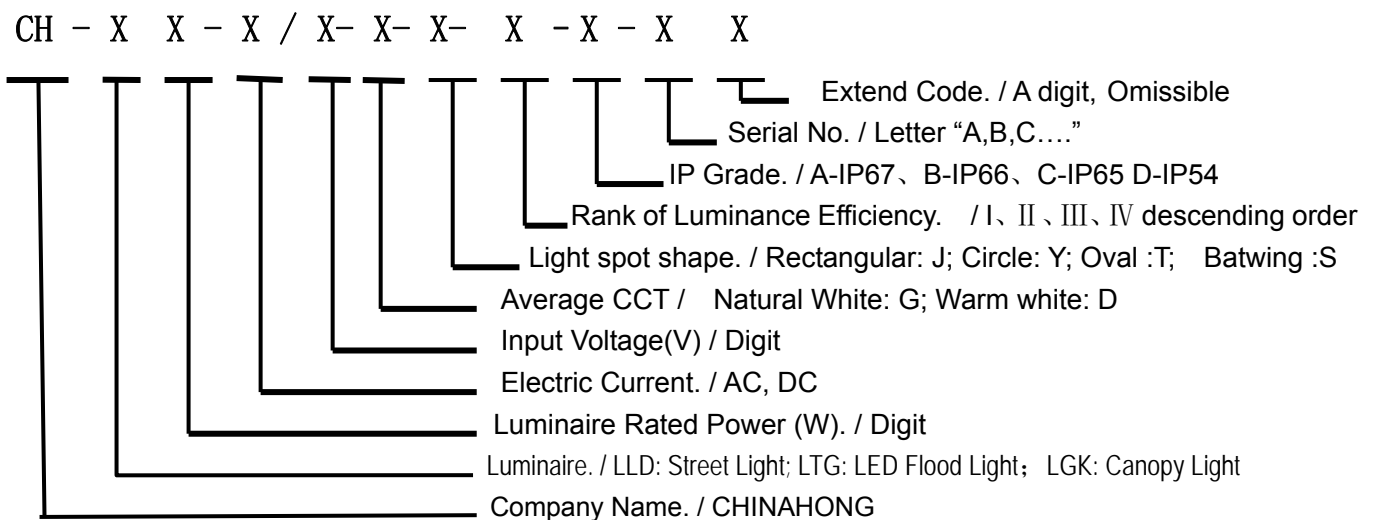 CH - X X - X / X- X- X- X -X - X X
Extend Code. / A digit, Omissible
Serial No. / Letter “A,B,C….”
IP Grade. / A-IP67、B-IP66、C-IP65 D-IP54
Rank of Luminance Efficiency. / I、Ⅱ、Ⅲ、Ⅳ descending order
Light spot shape. / Rectangular: J; Circle: Y; Oval :T; Batwing :S
Average CCT / Natural White: G; Warm white: D
Input Voltage(V) / Digit
Electric Current. / AC, DC
Luminaire Rated Power (W). / Digit
Luminaire. / LLD: Street Light; LTG: LED Flood Light；LGK: Canopy Light
Company Name. / CHINAHONG